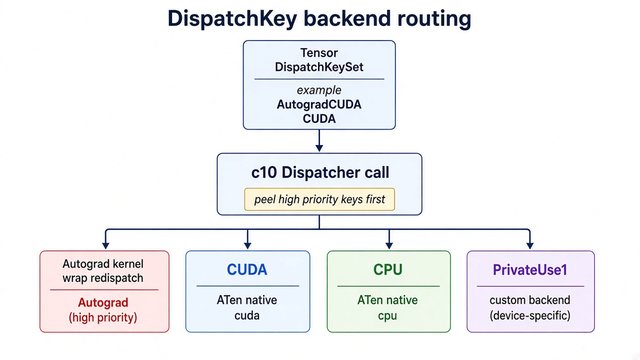 DispatchKey backend routing
Tensor
DispatchKeySet
example
AutogradCUDA
CUDA
c10 Dispatcher call
peel high priority keys first
Autograd kernel
wrap redispatch
Autograd
(high priority)
CUDA
ATen native
cuda
CPU
ATen native
cpu
PrivateUse1
custom backend
(device-specific)